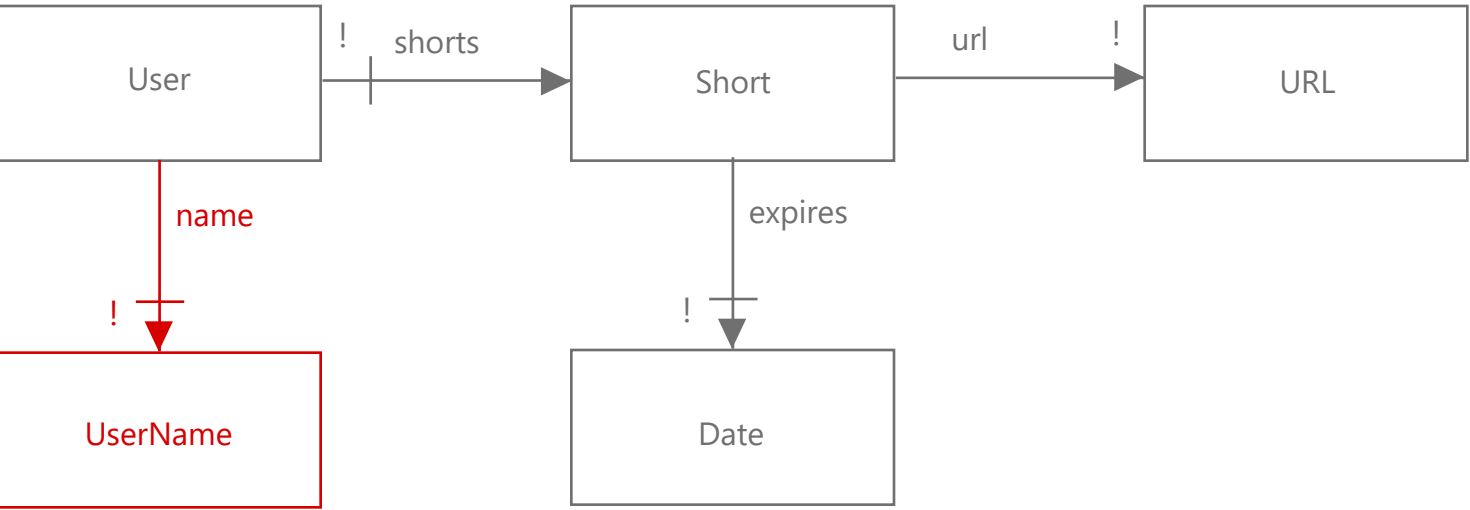 !
shorts
url
!
User
Short
URL
name
expires
!
!
UserName
Date